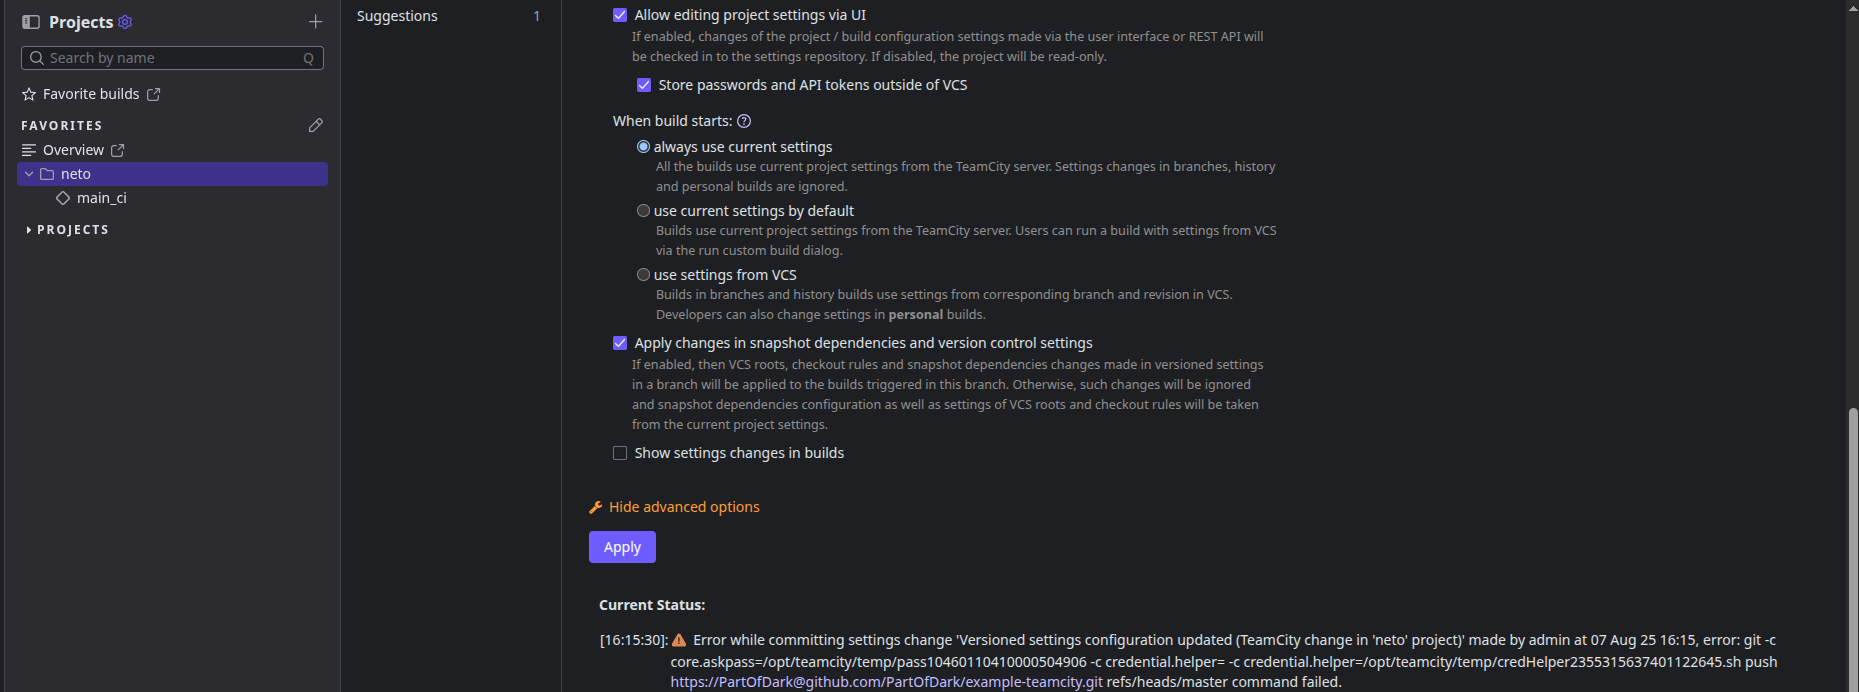 Projects
Search by name
Q
Favorite builds
FAVORITES
Overview
neto
main_ci
PROJECTS
Suggestions 1
Allow editing project settings via UI
If enabled, changes of the project / build configuration settings made via the user interface or REST API will
be checked in to the settings repository. If disabled, the project will be read-only.
Store passwords and API tokens outside of VCS
When build starts: ?
always use current settings
All the builds use current project settings from the TeamCity server. Settings changes in branches, history
and personal builds are ignored.
use current settings by default
Builds use current project settings from the TeamCity server. Users can run a build with settings from VCS
via the run custom build dialog.
use settings from VCS
Builds in branches and history builds use settings from corresponding branch and revision in VCS.
Developers can also change settings in personal builds.
Apply changes in snapshot dependencies and version control settings
If enabled, then VCS roots, checkout rules and snapshot dependencies changes made in versioned settings
in a branch will be applied to the builds triggered in this branch. Otherwise, such changes will be ignored
and snapshot dependencies configuration as well as settings of VCS roots and checkout rules will be taken
from the current project settings.
Show settings changes in builds
Hide advanced options
Apply
Current Status:
[16:15:30]: Error while committing settings change 'Versioned settings configuration updated (TeamCity change in 'neto' project)' made by admin at 07 Aug 25 16:15, error: git -c
core.askpass=/opt/teamcity/temp/pass10460110410000504906 -c credential.helper= -c credential.helper=/opt/teamcity/temp/credHelper2355315637401122645.sh push
https://PartOfDark@github.com/PartOfDark/example-teamcity.git refs/heads/master command failed.